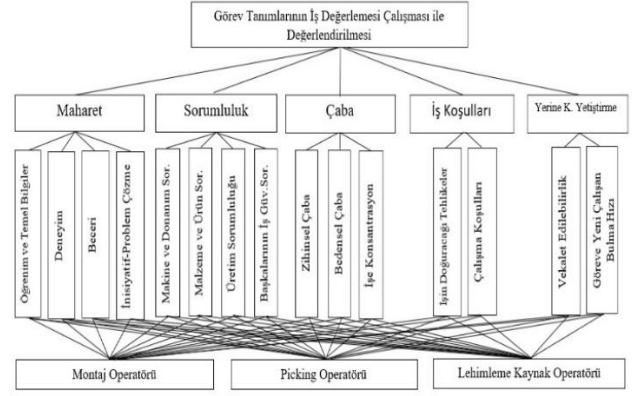 Görev Tanımlarının İş Değerlemesi Çalışması ile
Değerlendirilmesi
Maharet
Sorumluluk
Çaba
İş Koşulları
Yerine K. Yetiştirme
Öğrenum ve Temel Bilgiler
Deneyim
Beceri
İnisiyatif-Problem Çözme
Makine ve Donanım Sor.
Malzeme ve Ürün Sor.
Üretim Sorumluluğu
Başkalarının İş Güv.Sor.
Zihinsel Çaba
Bedensel Çaba
İşe Konsantrasyon
İşin Doğuracağı Tehlikeler
Çalışma Koşulları
Vekalet Edilebilirlik
Göreve Yeni Çalışan
Bulma Hızı
Montaj Operatörü
Picking Operatörü
Lehimleme Kaynak Operatörü